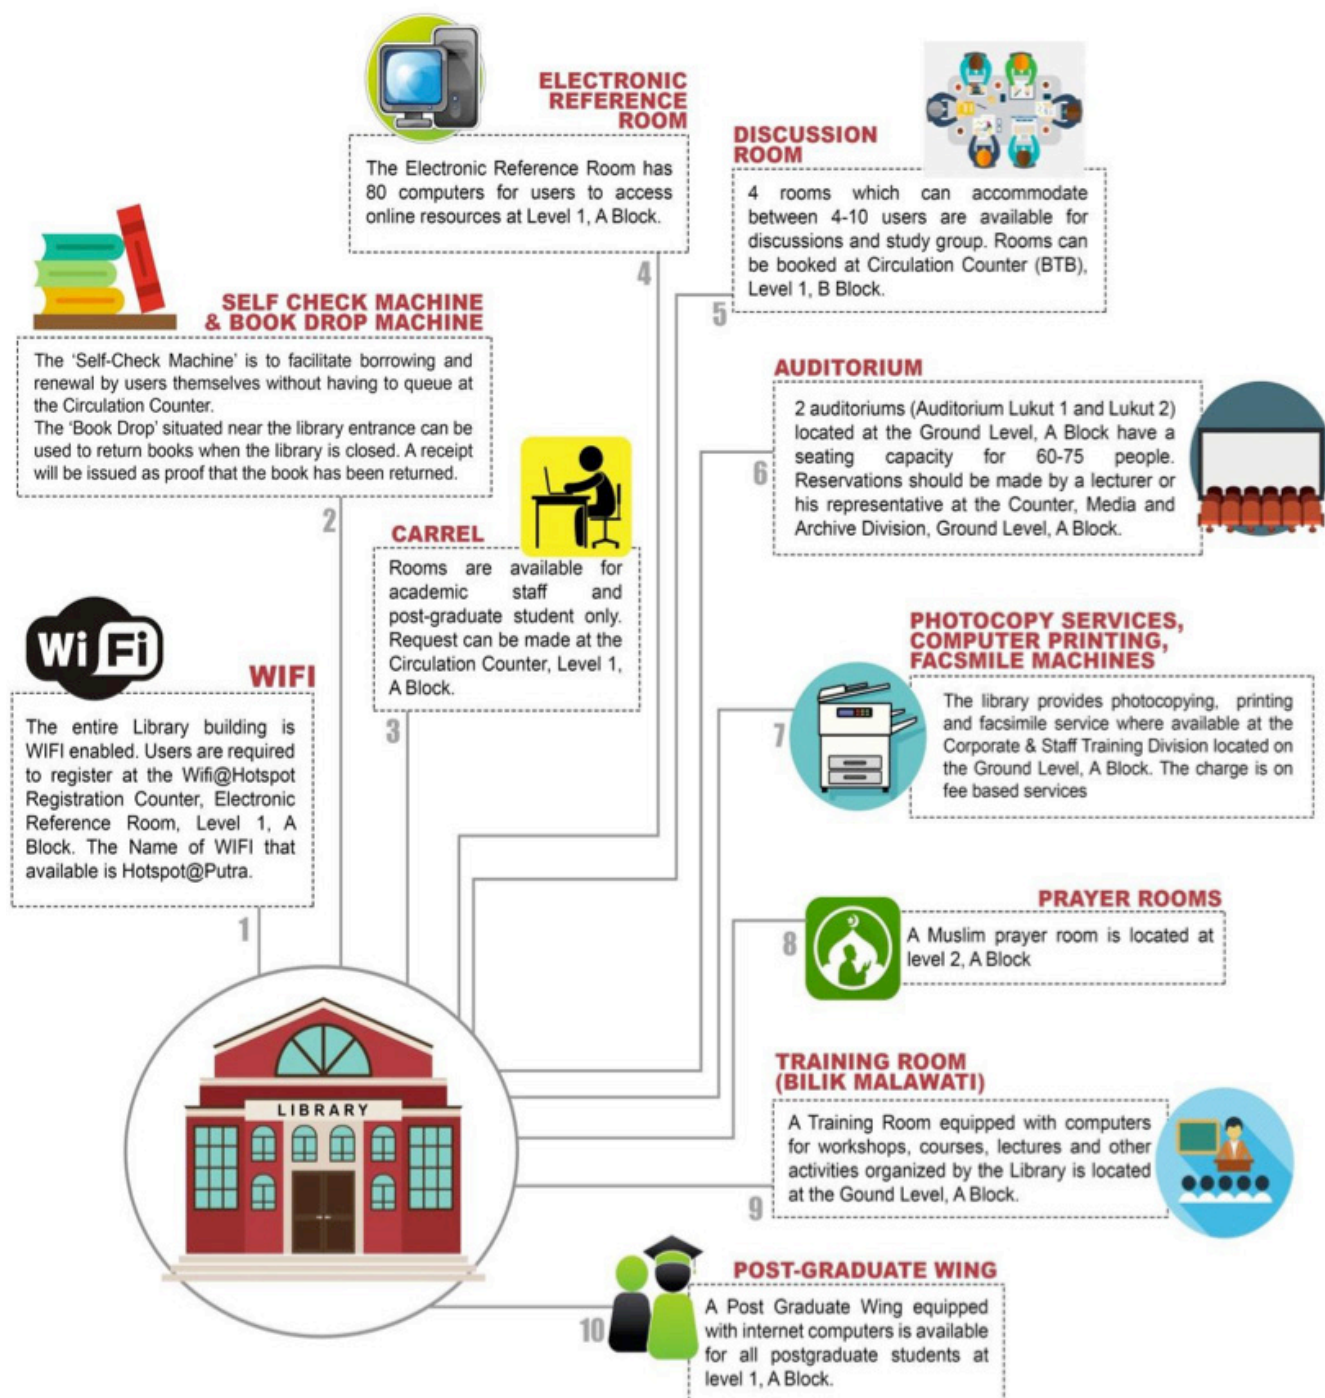 ELECTRONIC
REFERENCE
ROOM
The Electronic Reference Room has
80 computers for users to access
online resources at Level 1, A Block.
4
DISCUSSION
ROOM
4 rooms which can accommodate
between 4-10 users are available for
discussions and study group. Rooms can
be booked at Circulation Counter (BTB),
Level 1, B Block.
5
SELF CHECK MACHINE
& BOOK DROP MACHINE
The ‘Self-Check Machine’ is to facilitate borrowing and
renewal by users themselves without having to queue at
the Circulation Counter.
The ‘Book Drop’ situated near the library entrance can be
used to return books when the library is closed. A receipt
will be issued as proof that the book has been returned.
2
AUDITORIUM
2 auditoriums (Auditorium Lukut 1 and Lukut 2)
located at the Ground Level, A Block have a
seating capacity for 60-75 people.
Reservations should be made by a lecturer or
his representative at the Counter, Media and
Archive Division, Ground Level, A Block.
6
CARREL
Rooms are available for
academic staff and
post-graduate student only.
Request can be made at the
Circulation Counter, Level 1,
A Block.
3
Wi Fi
WIFI
The entire Library building is
WIFI enabled. Users are required
to register at the Wifi@Hotspot
Registration Counter, Electronic
Reference Room, Level 1, A
Block. The Name of WIFI that
available is Hotspot@Putra.
1
PHOTOCOPY SERVICES,
COMPUTER PRINTING,
FACSMILE MACHINES
The library provides photocopying, printing
and facsimile service where available at the
Corporate & Staff Training Division located on
the Ground Level, A Block. The charge is on
fee based services
7
PRAYER ROOMS
A Muslim prayer room is located at
level 2, A Block
8
TRAINING ROOM
(BILIK MALAWATI)
A Training Room equipped with computers
for workshops, courses, lectures and other
activities organized by the Library is located
at the Gound Level, A Block.
9
LIBRARY
POST-GRADUATE WING
A Post Graduate Wing equipped
with internet computers is available
for all postgraduate students at
level 1, A Block.
10